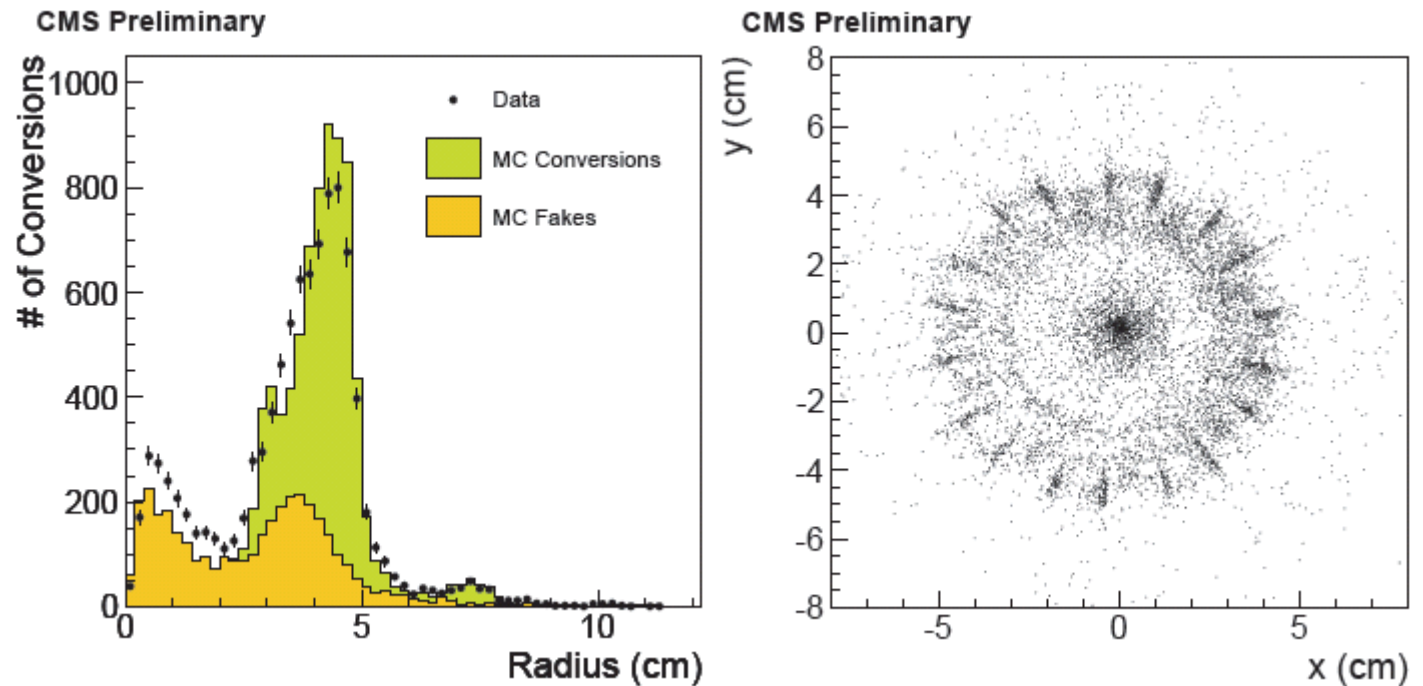 CMS Preliminary
# of Conversions
1000
800
600
400
200
0
0
5
10
Radius (cm)
Data
MC Conversions
MC Fakes
CMS Preliminary
y (cm)
8
6
4
2
0
-2
-4
-6
-8
-5
0
5
x (cm)